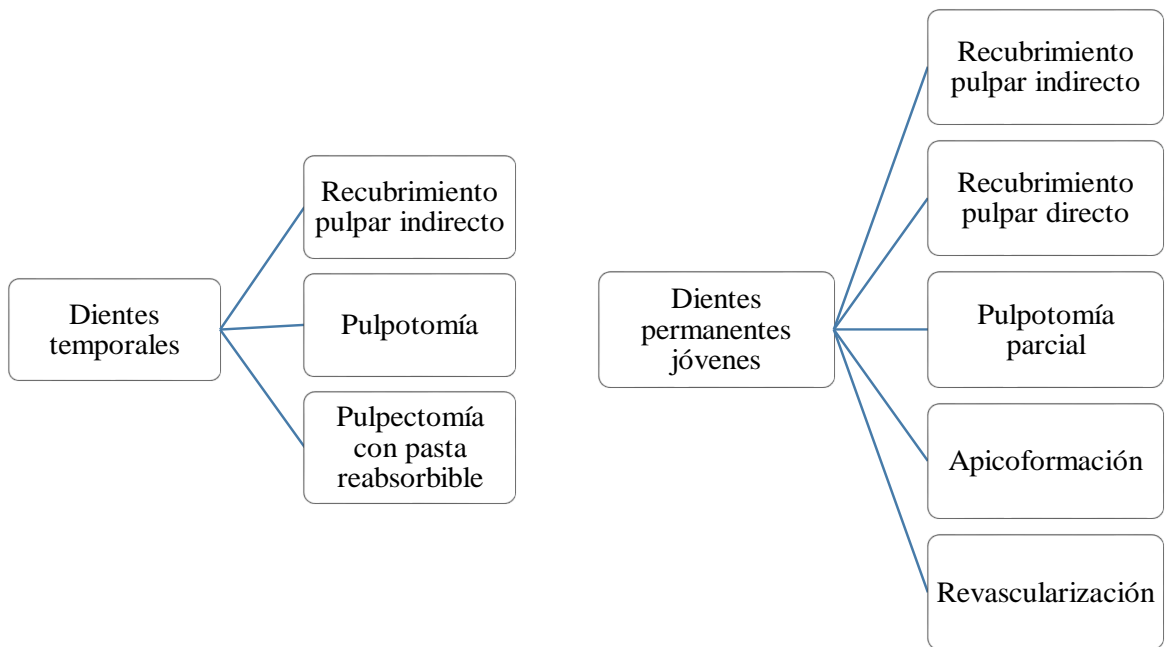 Dientes
temporales
Recubrimiento
pulpar indirecto
Pulpotomía
Pulpectomía
con pasta
reabsorbible
Dientes
permanentes
jóvenes
Recubrimiento
pulpar indirecto
Recubrimiento
pulpar directo
Pulpotomía
parcial
Apicoformación
Revascularización